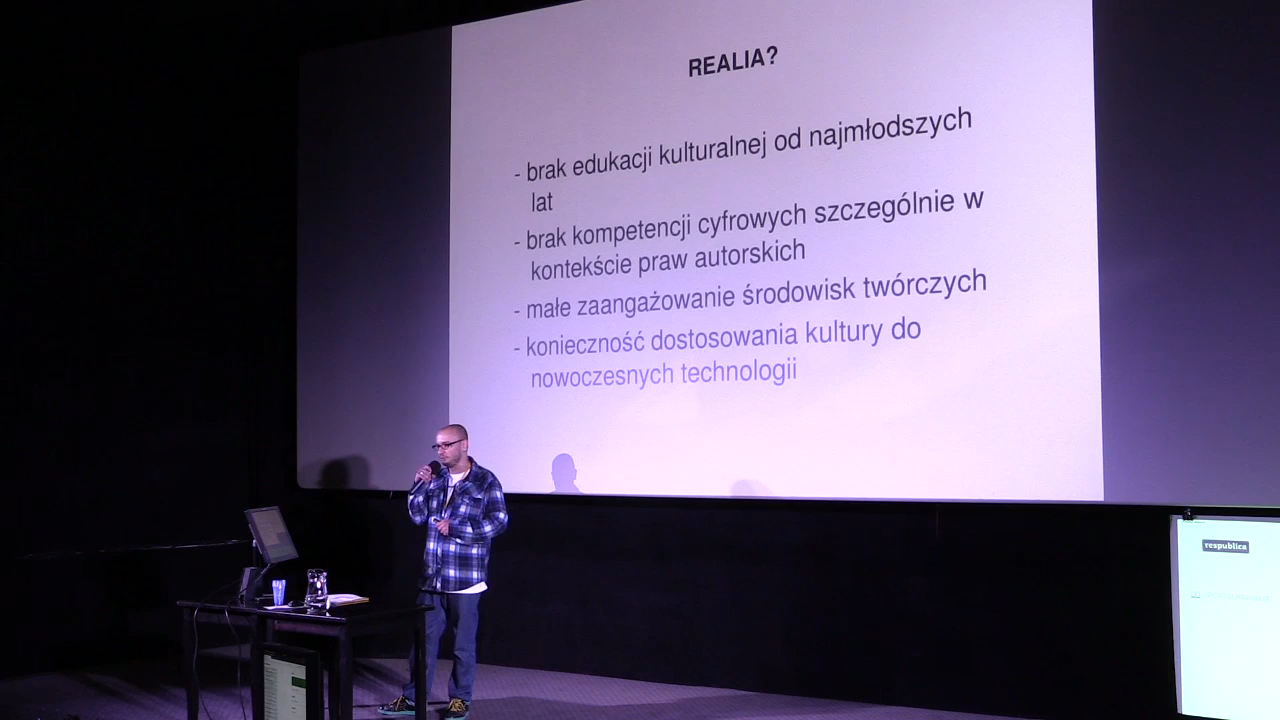 REALIA?
- brak edukacji kulturalnej od najmłodszych
lat
- brak kompetencji cyfrowych szczególnie w
kontekście praw autorskich
- małe zaangażowanie środowisk twórczych
- konieczność dostosowania kultury do
nowoczesnych technologii
respublica